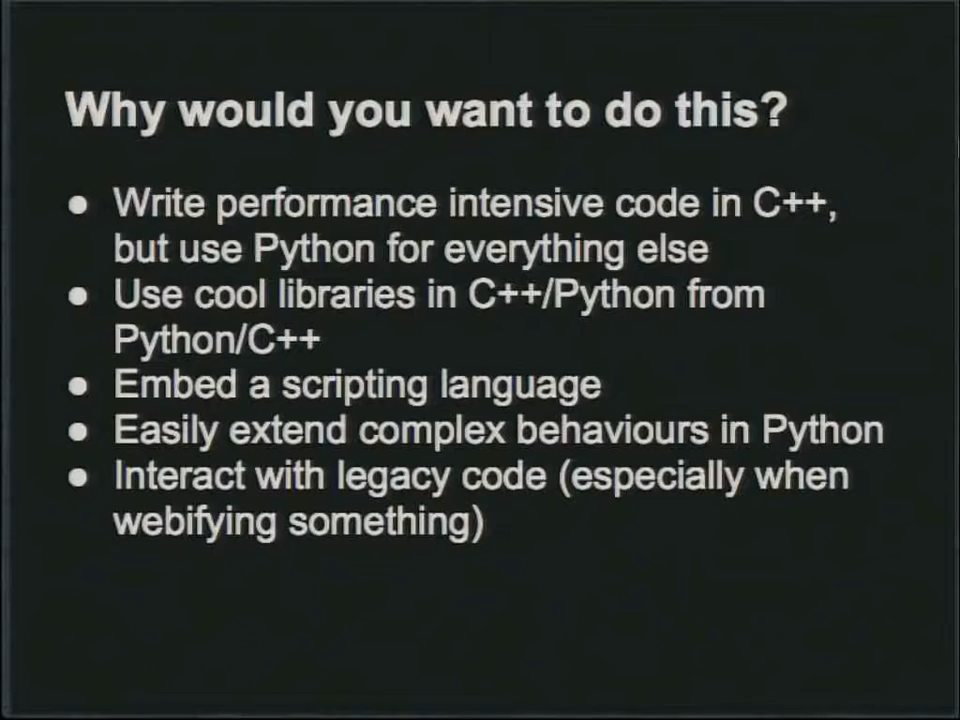 Why would you want to do this?
● Write performance intensive code in C++,
but use Python for everything else
● Use cool libraries in C++/Python from
Python/C++
● Embed a scripting language
● Easily extend complex behaviours in Python
● Interact with legacy code (especially when
webifying something)